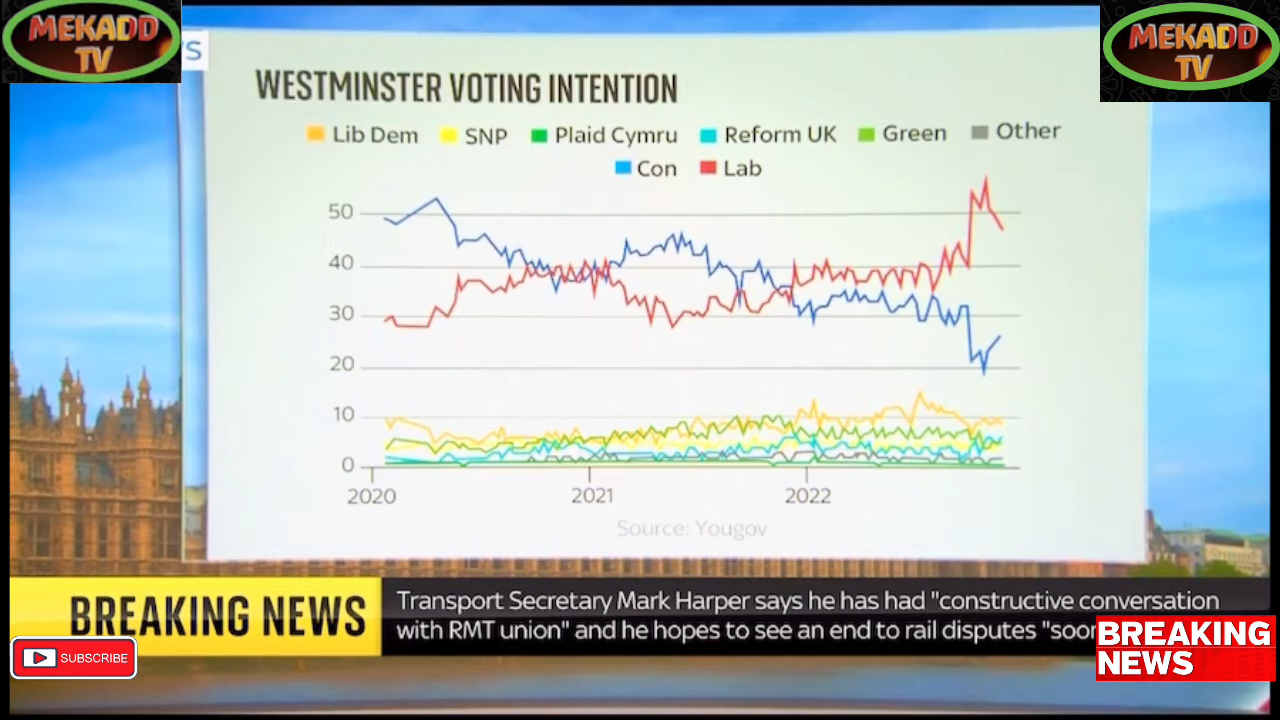 MEKADD
TV
MEKADD
TV
WESTMINSTER VOTING INTENTION
Lib Dem SNP Plaid Cymru Reform UK Green Other
Con Lab
50
40
30
20
10
0
2020 2021 2022
Source: Yougov
BREAKING NEWS
Transport Secretary Mark Harper says he has had "constructive conversation
with RMT union" and he hopes to see an end to rail disputes "soon
SUBSCRIBE
BREAKING
NEWS